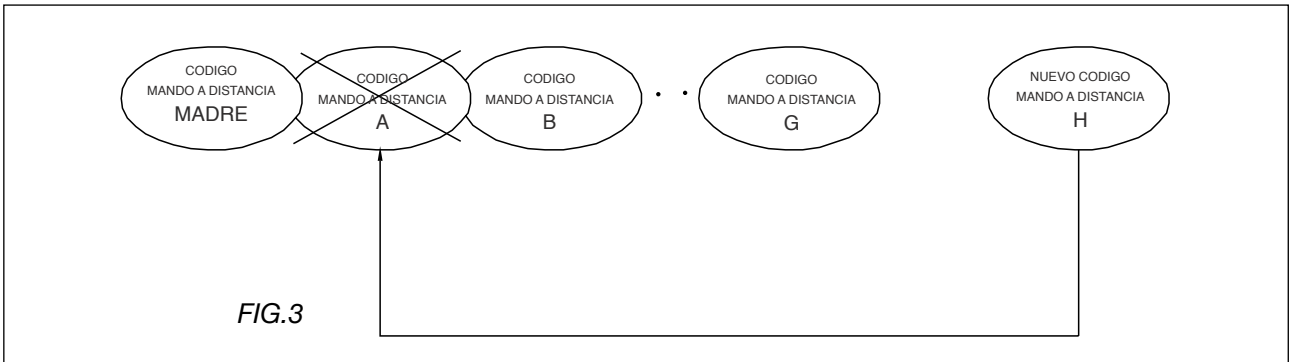 CODIGO
MANDO A DISTANCIA
MADRE
CODIGO
MANDO A DISTANCIA
A
CODIGO
MANDO A DISTANCIA
B
CODIGO
MANDO A DISTANCIA
G
NUEVO CODIGO
MANDO A DISTANCIA
H
FIG.3